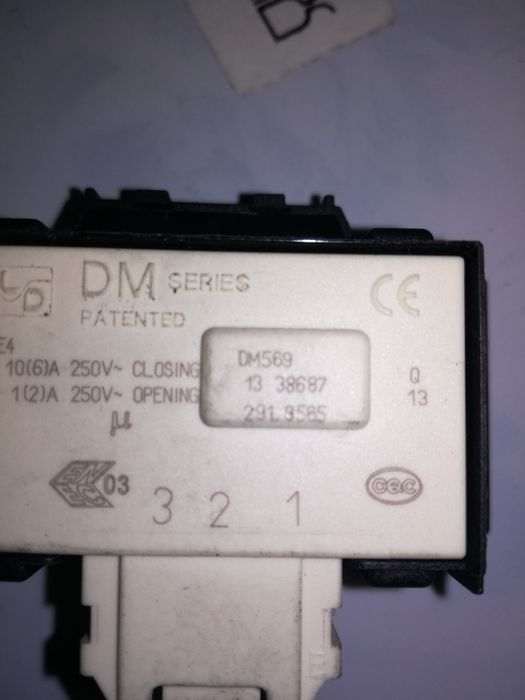 DM SERIES
PATENTED
E4
10(6)A 250V~ CLOSING
1(2)A 250V~ OPENING
µ
DM569
13 38687
291.9565
Q
13
CE
03
3 2 1
CQC